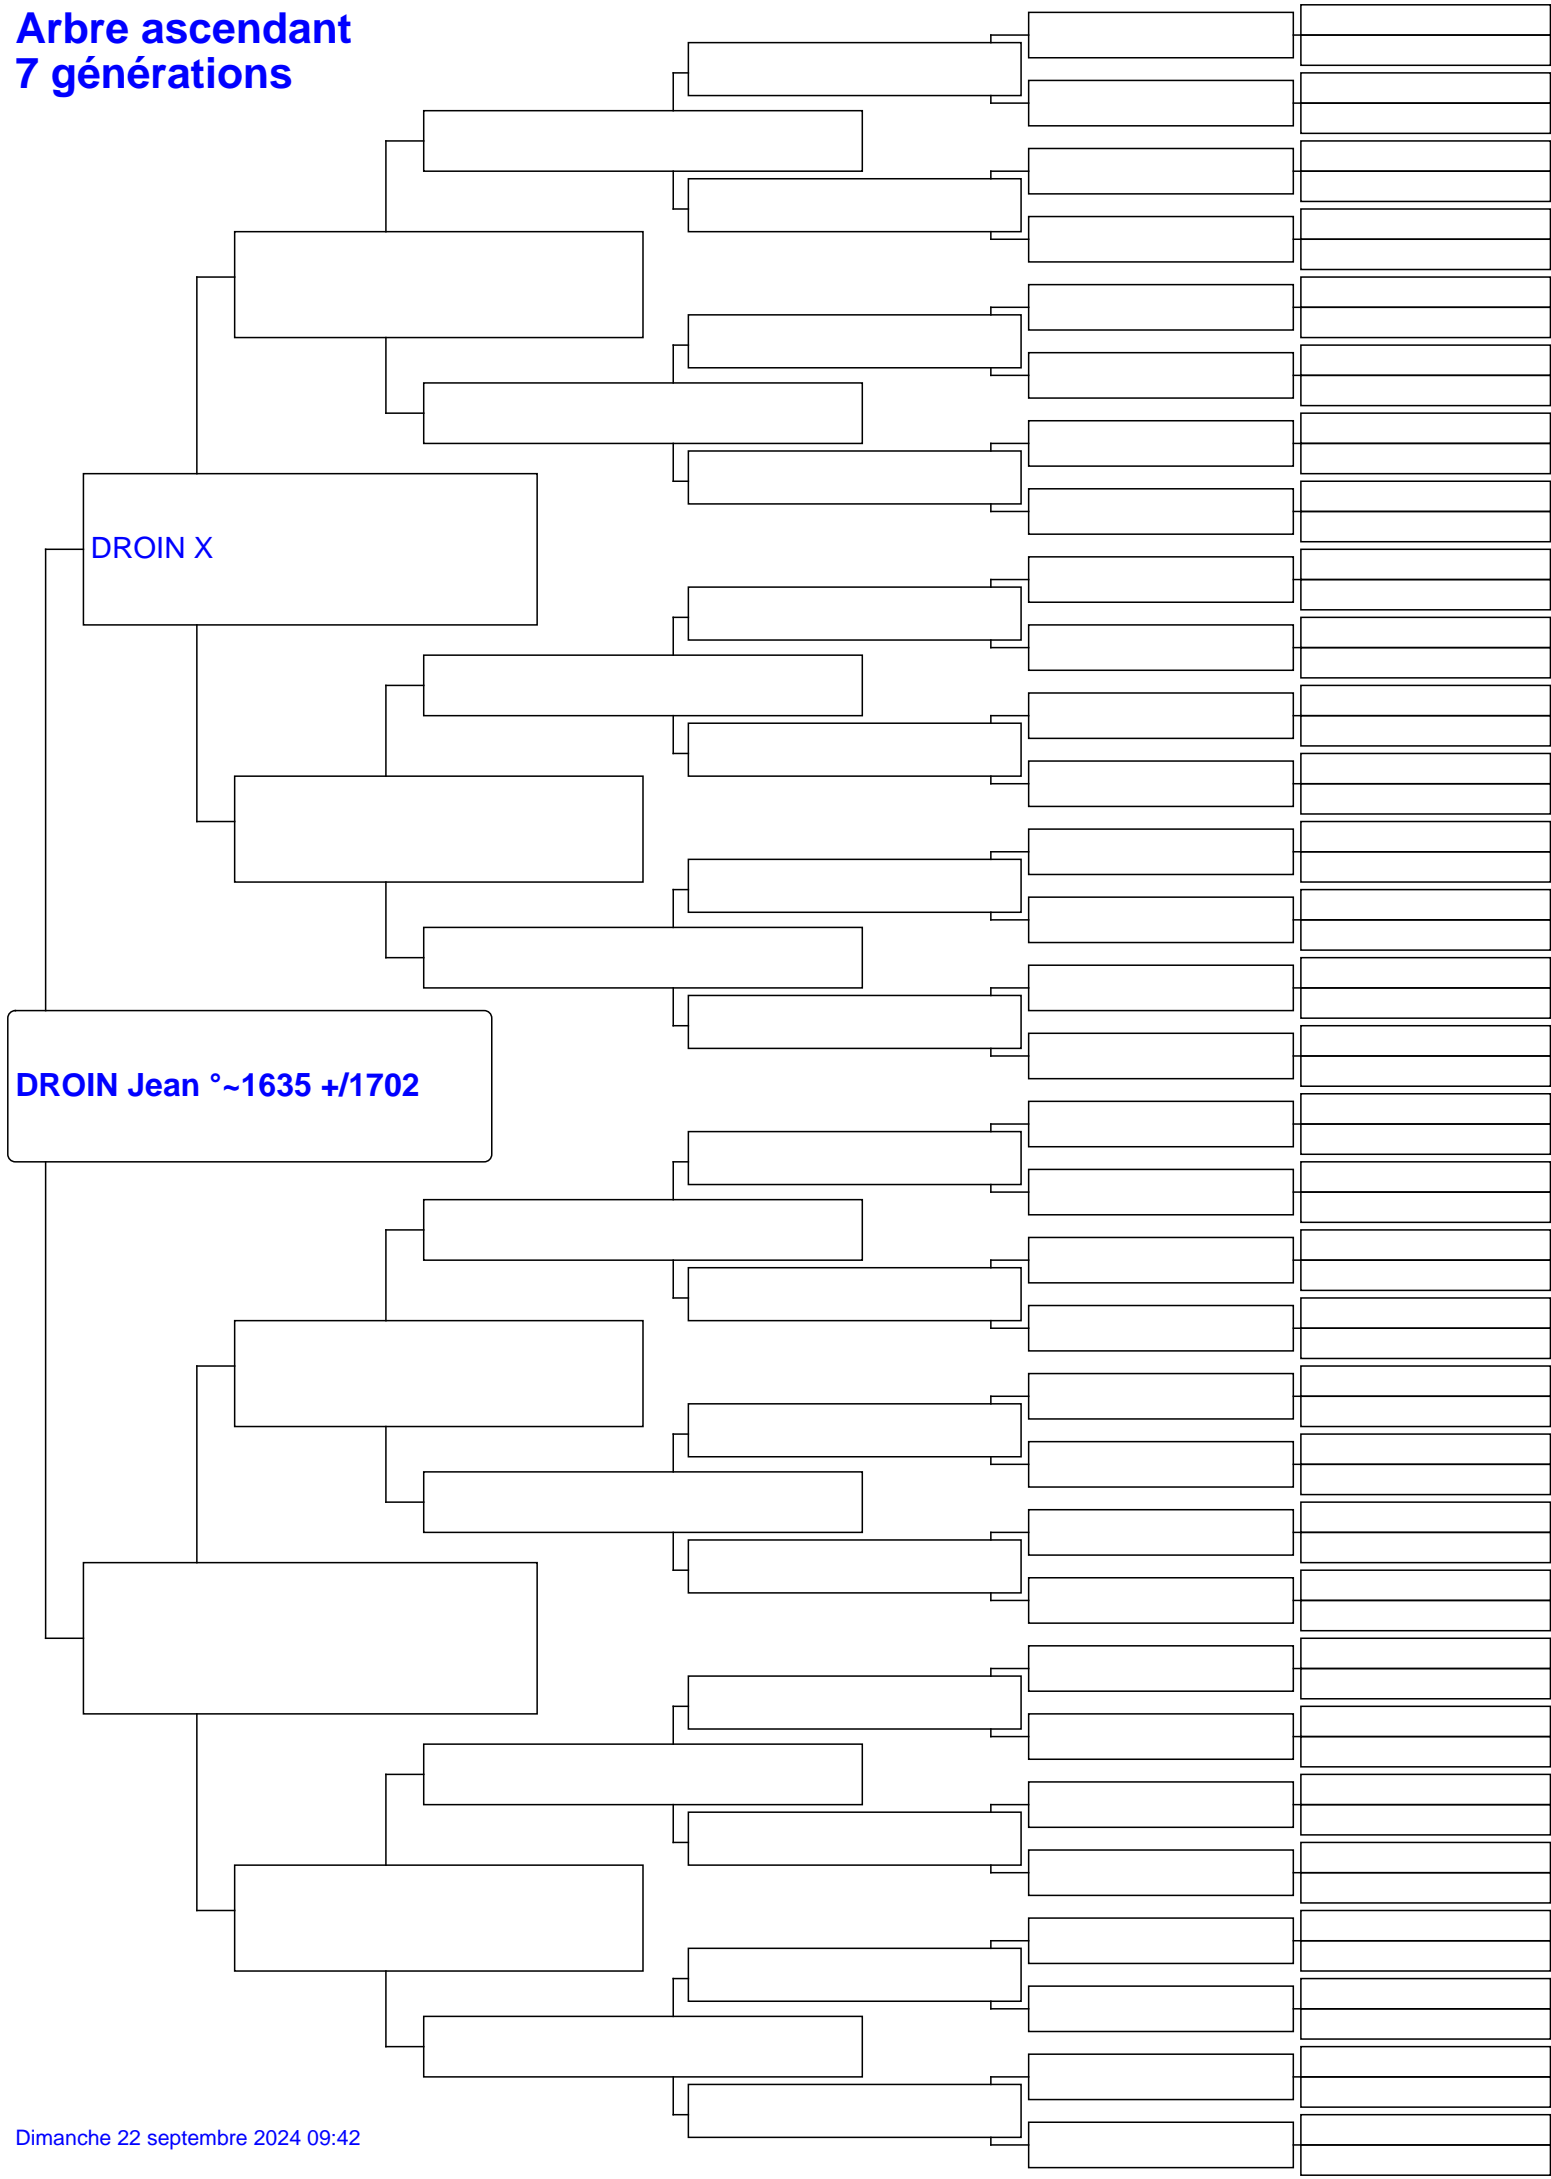 Arbre ascendant
7 générations
DROIN X
DROIN Jean °~1635 +/1702
Dimanche 22 septembre 2024 09:42